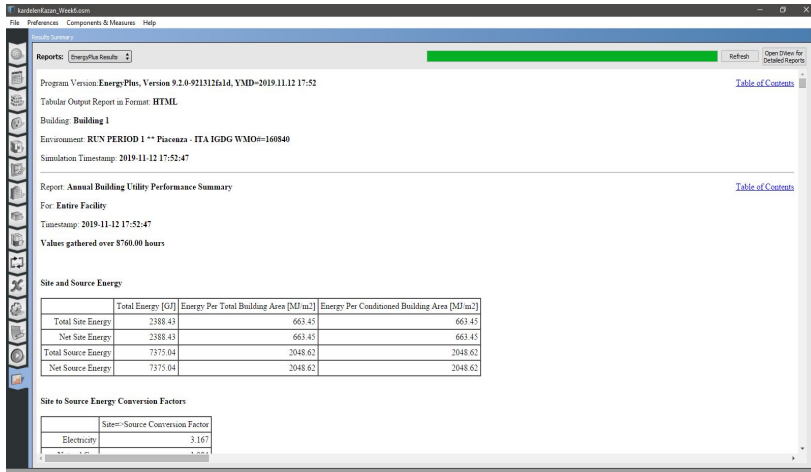 kardelenKazan_Week6.osm
File Preferences Components & Measures Help
Results Summary
Reports: EnergyPlus Results Refresh Open DView for Detailed Reports
Program Version:EnergyPlus, Version 9.2.0-921312fa1d, YMD=2019.11.12 17:52 Table of Contents
Tabular Output Report in Format: HTML
Building: Building 1
Environment: RUN PERIOD 1 ** Piacenza - ITA IGDG WMO#=160840
Simulation Timestamp: 2019-11-12 17:52:47
Report: Annual Building Utility Performance Summary Table of Contents
For: Entire Facility
Timestamp: 2019-11-12 17:52:47
Values gathered over 8760.00 hours
Site and Source Energy
Total Energy [GJ] Energy Per Total Building Area [MJ/m2] Energy Per Conditioned Building Area [MJ/m2]
Total Site Energy 2388.43 663.45 663.45
Net Site Energy 2388.43 663.45 663.45
Total Source Energy 7375.04 2048.62 2048.62
Net Source Energy 7375.04 2048.62 2048.62
Site to Source Energy Conversion Factors
Site=>Source Conversion Factor
Electricity 3.167